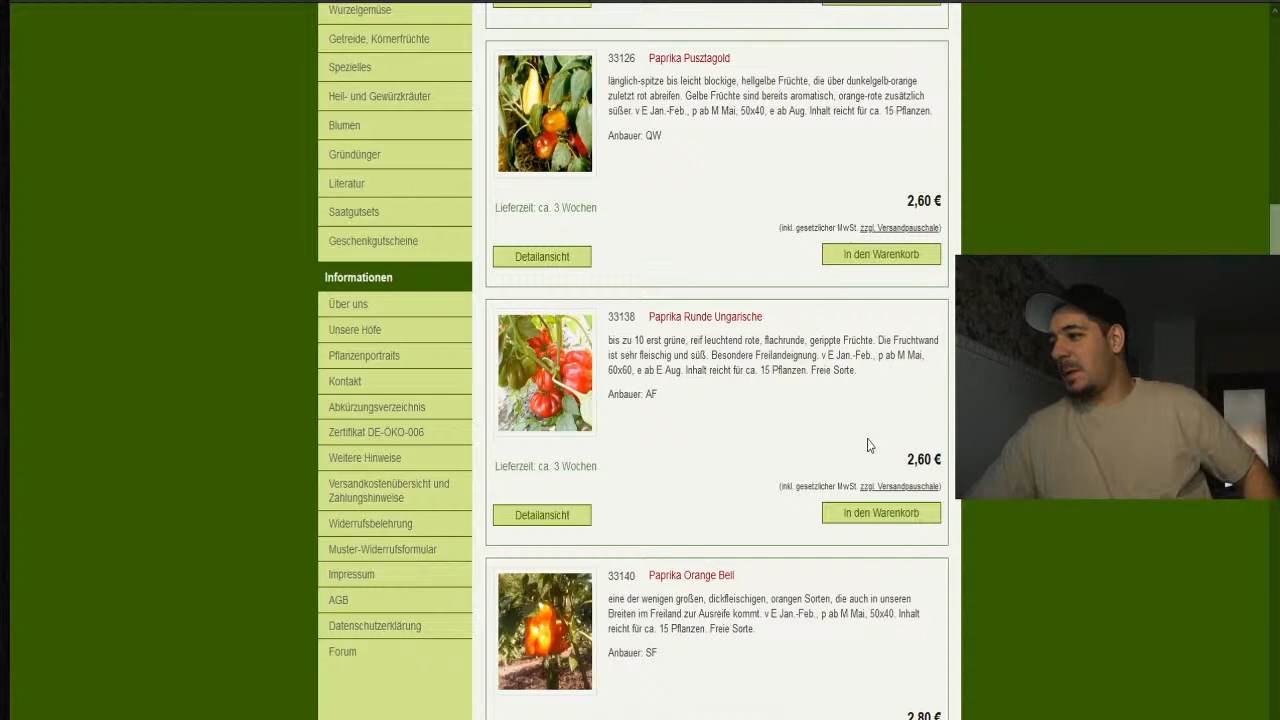 Wurzelgemüse
Getreide, Körnerfrüchte
Spezielles
Heil- und Gewürzkräuter
Blumen
Gründünger
Literatur
Saatgutsets
Geschenkgutscheine
Informationen
Über uns
Unsere Höfe
Pflanzenportraits
Kontakt
Abkürzungsverzeichnis
Zertifikat DE-ÖKO-006
Weitere Hinweise
Versandkostenübersicht und
Zahlungshinweise
Widerrufsbelehrung
Muster-Widerrufsformular
Impressum
AGB
Datenschutzerklärung
Forum
33126 Paprika Pusztagold
länglich-spitze bis leicht blockige, hellgelbe Früchte, die über dunkelgelb-orange
zuletzt rot abreifen. Gelbe Früchte sind bereits aromatisch, orange-rote zusätzlich
süßer. v E Jan.-Feb., p ab M Mai, 50x40, e ab Aug. Inhalt reicht für ca. 15 Pflanzen.
Anbauer: QW
2,60 €
Lieferzeit: ca. 3 Wochen
(inkl. gesetzlicher MwSt. zzgl. Versandpauschale)
Detailansicht
In den Warenkorb
33138 Paprika Runde Ungarische
bis zu 10 erst grüne, reif leuchtend rote, flachrunde, gerippte Früchte. Die Fruchtwand
ist sehr fleischig und süß. Besondere Freilandeignung. v E Jan.-Feb., p ab M Mai,
60x60, e ab E Aug. Inhalt reicht für ca. 15 Pflanzen. Freie Sorte.
Anbauer: AF
2,60 €
Lieferzeit: ca. 3 Wochen
(inkl. gesetzlicher MwSt. zzgl. Versandpauschale)
Detailansicht
In den Warenkorb
33140 Paprika Orange Bell
eine der wenigen großen, dickfleischigen, orangen Sorten, die auch in unseren
Breiten im Freiland zur Ausreife kommt. v E Jan.-Feb., p ab M Mai, 50x40. Inhalt
reicht für ca. 15 Pflanzen. Freie Sorte.
Anbauer: SF
2,80 €